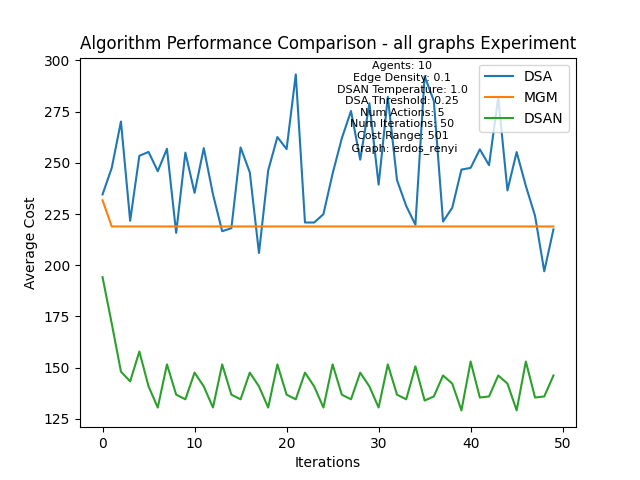 Algorithm Performance Comparison - all graphs Experiment
Agents: 10
Edge Density: 0.1
DSAN Temperature: 1.0
DSA Threshold: 0.25
Num Actions: 5
Num Iterations: 50
Cost Range: 501
Graph: erdos_renyi
DSA
MGM
DSAN
Average Cost
300
275
250
225
200
175
150
125
0
10
20
30
40
50
Iterations